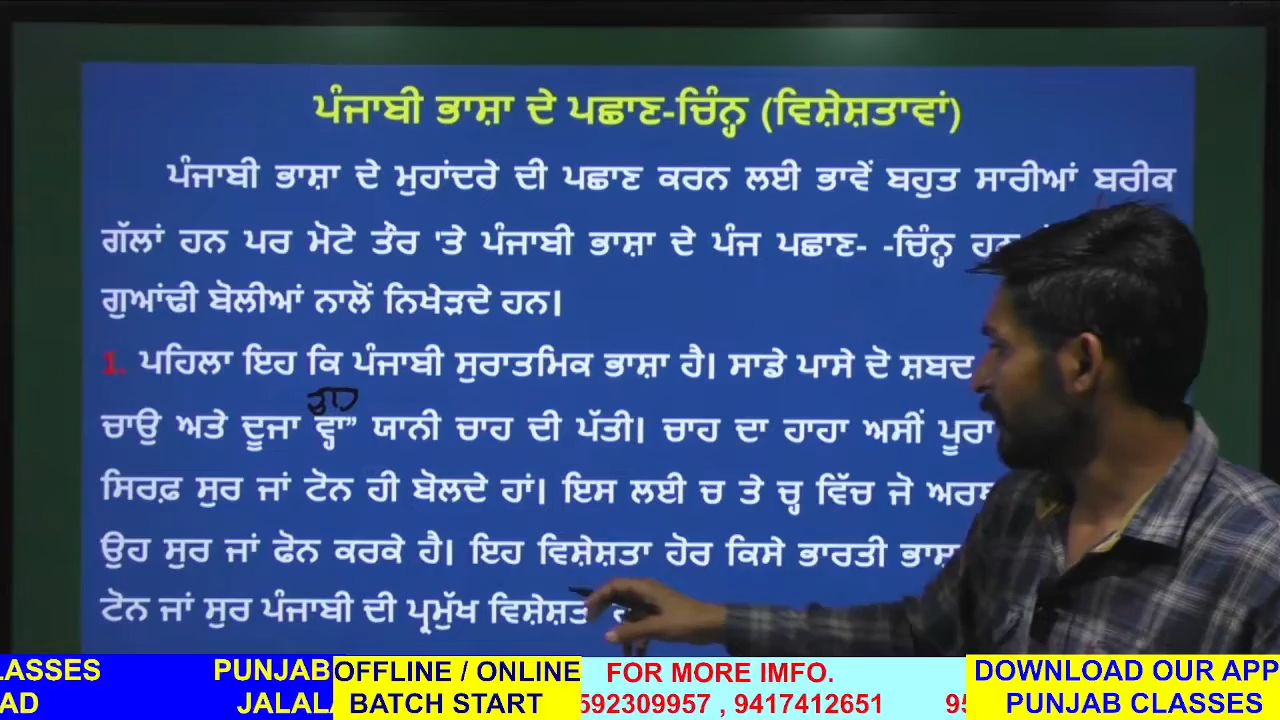 ਪੰਜਾਬੀ ਭਾਸ਼ਾ ਦੇ ਪਛਾਣ-ਚਿੰਨ੍ਹ (ਵਿਸ਼ੇਸ਼ਤਾਵਾਂ)
ਪੰਜਾਬੀ ਭਾਸ਼ਾ ਦੇ ਮੁਹਾਂਦਰੇ ਦੀ ਪਛਾਣ ਕਰਨ ਲਈ ਭਾਵੇਂ ਬਹੁਤ ਸਾਰੀਆਂ ਬਰੀਕ
ਗੱਲਾਂ ਹਨ ਪਰ ਮੋਟੇ ਤੌਰ 'ਤੇ ਪੰਜਾਬੀ ਭਾਸ਼ਾ ਦੇ ਪੰਜ ਪਛਾਣ- -ਚਿੰਨ੍ਹ ਹਨ
ਗੁਆਂਢੀ ਬੋਲੀਆਂ ਨਾਲੋਂ ਨਿਖੇੜਦੇ ਹਨ।
1. ਪਹਿਲਾ ਇਹ ਕਿ ਪੰਜਾਬੀ ਸੁਰਾਤਮਿਕ ਭਾਸ਼ਾ ਹੈ। ਸਾਡੇ ਪਾਸੇ ਦੋ ਸ਼ਬਦ
ਚਾਉ ਅਤੇ ਦੂਜਾ ਵ੍ਹਾ” ਯਾਨੀ ਚਾਹ ਦੀ ਪੱਤੀ। ਚਾਹ ਦਾ ਹਾਹਾ ਅਸੀਂ ਪੂਰਾ
ਸਿਰਫ਼ ਸੁਰ ਜਾਂ ਟੋਨ ਹੀ ਬੋਲਦੇ ਹਾਂ। ਇਸ ਲਈ ਚ ਤੇ ਚ੍ਹ ਵਿੱਚ ਜੋ
ਉਹ ਸੁਰ ਜਾਂ ਫੋਨ ਕਰਕੇ ਹੈ। ਇਹ ਵਿਸ਼ੇਸ਼ਤਾ ਹੋਰ ਕਿਸੇ ਭਾਰਤੀ
ਟੋਨ ਜਾਂ ਸੁਰ ਪੰਜਾਬੀ ਦੀ ਪ੍ਰਮੁੱਖ
LASSES PUNJAB OFFLINE / ONLINE FOR MORE IMFO. DOWNLOAD OUR APP
AD BATCH START 592309957 , 9417412651 PUNJAB CLASSES